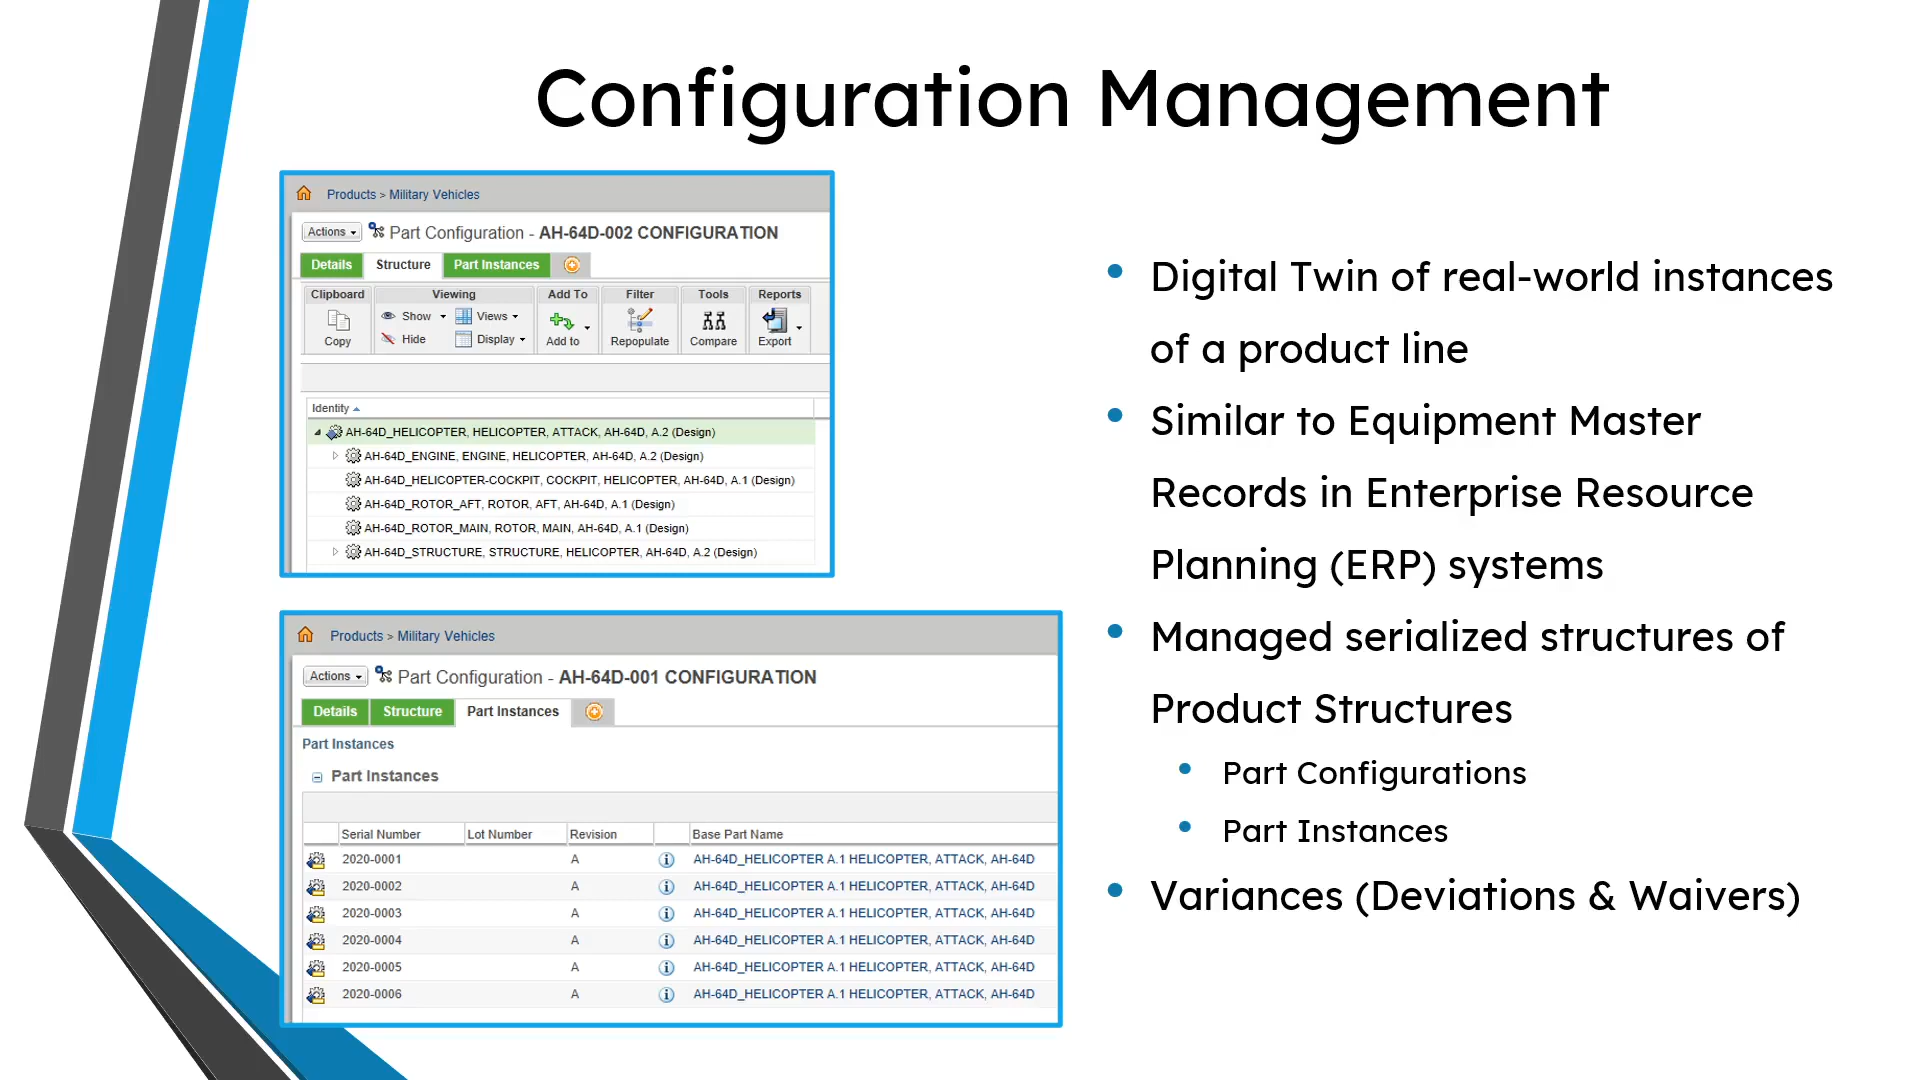 Configuration Management
Products > Military Vehicles
Actions
Part Configuration - AH-64D-002 CONFIGURATION
Details Structure Part Instances
Clipboard Viewing Add To Filter Tools Reports
Show Views
Hide Display
Copy Add to Repopulate Compare Export
Identity
AH-64D_HELICOPTER, HELICOPTER, ATTACK, AH-64D, A.2 (Design)
AH-64D_ENGINE, ENGINE, HELICOPTER, AH-64D, A.2 (Design)
AH-64D_HELICOPTER-COCKPIT, COCKPIT, HELICOPTER, AH-64D, A.1 (Design)
AH-64D_ROTOR_AFT, ROTOR, AFT, AH-64D, A.1 (Design)
AH-64D_ROTOR_MAIN, ROTOR, MAIN, AH-64D, A.1 (Design)
AH-64D_STRUCTURE, STRUCTURE, HELICOPTER, AH-64D, A.2 (Design)
Products > Military Vehicles
Actions
Part Configuration - AH-64D-001 CONFIGURATION
Details Structure Part Instances
Part Instances
Part Instances
Serial Number Lot Number Revision Base Part Name
2020-0001 A AH-64D_HELICOPTER A.1 HELICOPTER, ATTACK, AH-64D
2020-0002 A AH-64D_HELICOPTER A.1 HELICOPTER, ATTACK, AH-64D
2020-0003 A AH-64D_HELICOPTER A.1 HELICOPTER, ATTACK, AH-64D
2020-0004 A AH-64D_HELICOPTER A.1 HELICOPTER, ATTACK, AH-64D
2020-0005 A AH-64D_HELICOPTER A.1 HELICOPTER, ATTACK, AH-64D
2020-0006 A AH-64D_HELICOPTER A.1 HELICOPTER, ATTACK, AH-64D
• Digital Twin of real-world instances
of a product line
• Similar to Equipment Master
Records in Enterprise Resource
Planning (ERP) systems
• Managed serialized structures of
Product Structures
• Part Configurations
• Part Instances
• Variances (Deviations & Waivers)